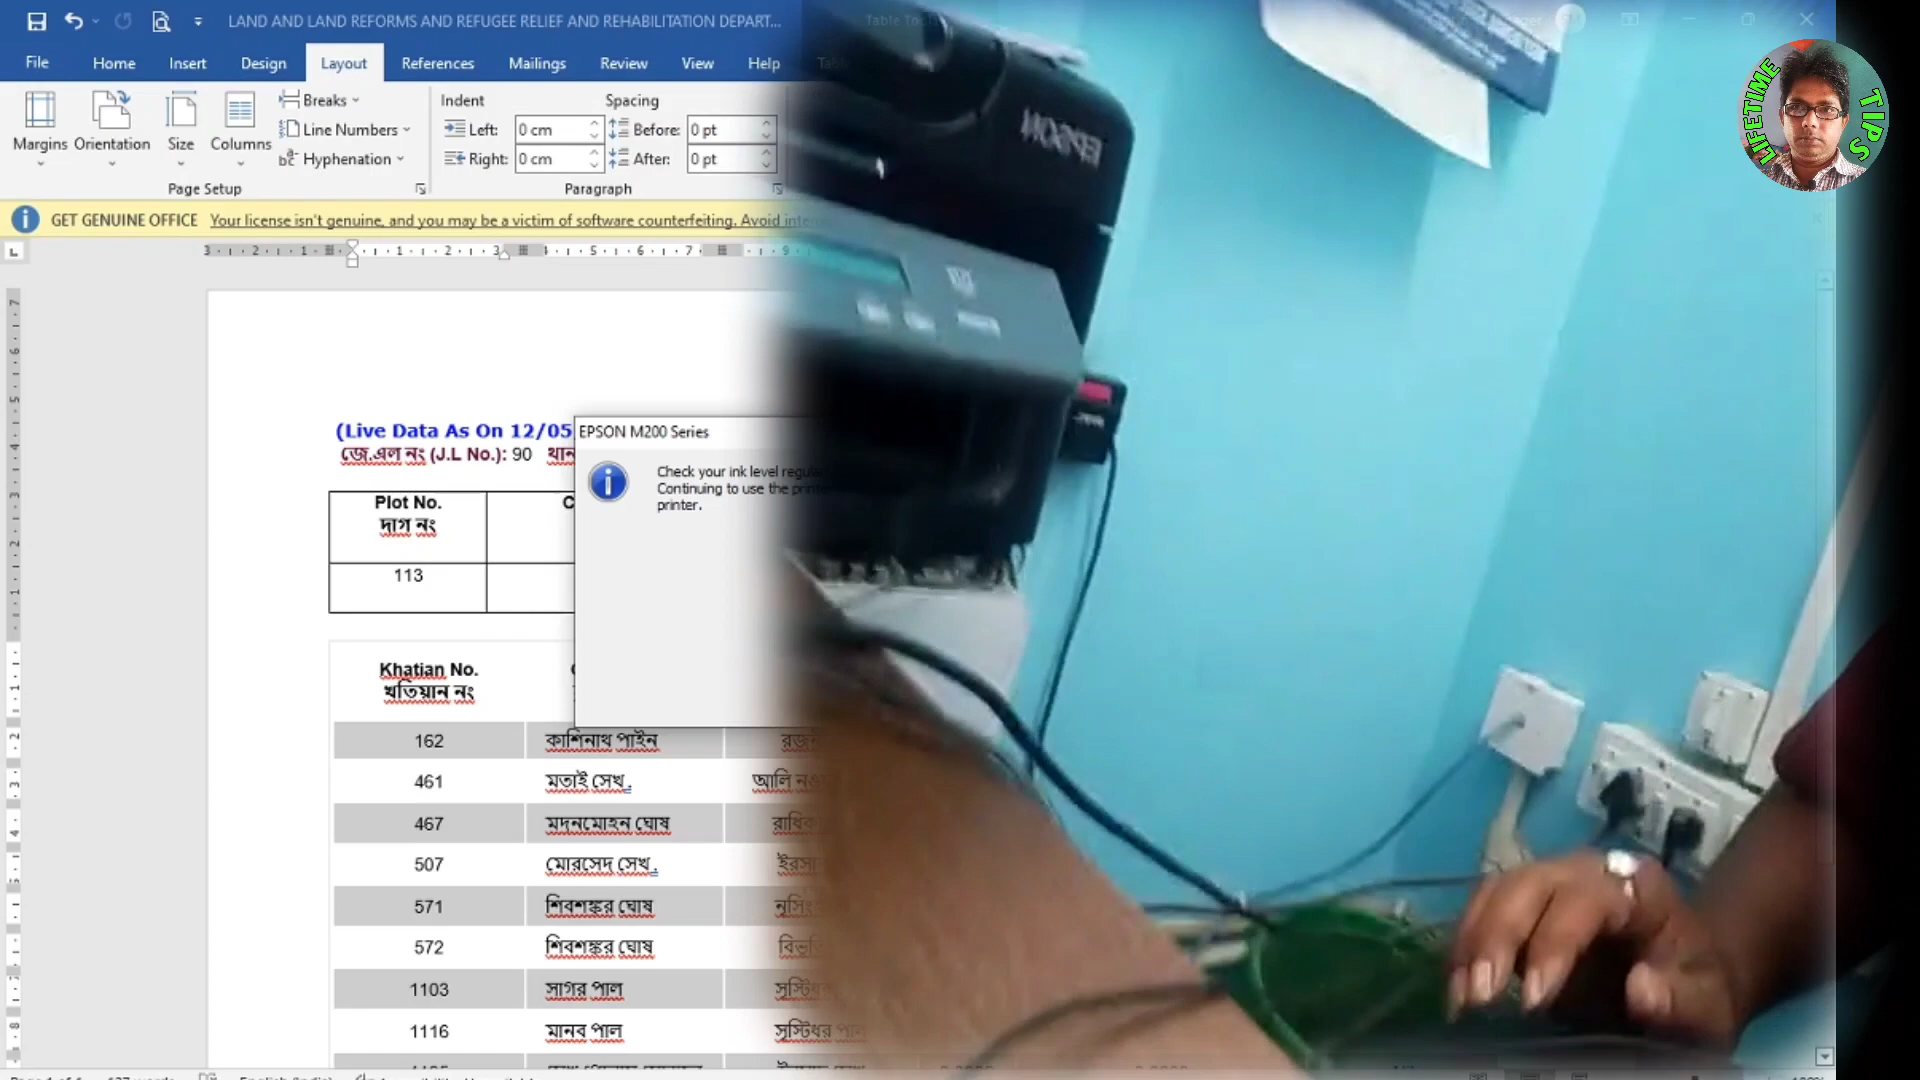 LAND AND LAND REFORMS AND REFUGEE RELIEF AND REHABILITATION DEPART...
File Home Insert Design Layout References Mailings Review View Help
Margins Orientation Size Columns
Breaks
Line Numbers
Hyphenation
Page Setup
Indent Spacing
Left: 0 cm Before: 0 pt
Right: 0 cm After: 0 pt
Paragraph
GET GENUINE OFFICE Your license isn't genuine, and you may be a victim of software counterfeiting. Avoid
LIFETIME TIPS
EPSON
(Live Data As On 12/05
জে.এল নং (J.L No.): 90 থান
EPSON M200 Series
Check your ink level
Continuing to use the
printer.
Plot No.
দাগ নং
113
Khatian No.
খতিয়ান নং
162 কাশিনাথ পাইন
461 মতাই সেখ . আলি
467 মদনমোহন ঘোষ
507 মোরসেদ সেখ .
571 শিবশঙ্কর ঘোষ
572 শিবশঙ্কর ঘোষ
1103 সাগর পাল
1116 মানব পাল সৃস্টিধর পাল